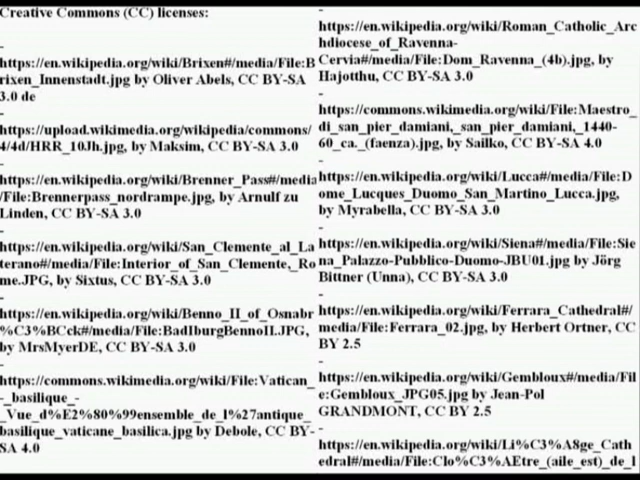 Creative Commons (CC) licenses:
-
https://en.wikipedia.org/wiki/Brixen#/media/File:B
rixen_Innenstadt.jpg by Oliver Abels, CC BY-SA
3.0 de
-
https://upload.wikimedia.org/wikipedia/commons/
4/4d/HRR_10Jh.jpg, by Maksim, CC BY-SA 3.0
-
https://en.wikipedia.org/wiki/Brenner_Pass#/media
/File:Brennerpass_nordrampe.jpg, by Arnulf zu
Linden, CC BY-SA 3.0
-
https://en.wikipedia.org/wiki/San_Clemente_al_La
terano#/media/File:Interior_of_San_Clemente,_Ro
me.JPG, by Sixtus, CC BY-SA 3.0
-
https://en.wikipedia.org/wiki/Benno_II_of_Osnabr
%C3%BCck#/media/File:BadIburgBennoII.JPG,
by MrsMyerDE, CC BY-SA 3.0
-
https://commons.wikimedia.org/wiki/File:Vatican_
-_basilique_-
_Vue_d%E2%80%99ensemble_de_l%27antique_
basilique_vaticane_basilica.jpg by Debole, CC BY-
SA 4.0
-
https://en.wikipedia.org/wiki/Roman_Catholic_Arc
hdiocese_of_Ravenna-
Cervia#/media/File:Dom_Ravenna_(4b).jpg, by
Hajotthu, CC BY-SA 3.0
-
https://commons.wikimedia.org/wiki/File:Maestro_
di_san_pier_damiani,_san_pier_damiani,_1440-
60_ca._(faenza).jpg, by Sailko, CC BY-SA 4.0
-
https://en.wikipedia.org/wiki/Lucca#/media/File:D
ome_Lucques_Duomo_San_Martino_Lucca.jpg,
by Myrabella, CC BY-SA 3.0
-
https://en.wikipedia.org/wiki/Siena#/media/File:Sie
na_Palazzo-Pubblico-Duomo-JBU01.jpg by Jörg
Bittner (Unna), CC BY-SA 3.0
-
https://en.wikipedia.org/wiki/Ferrara_Cathedral#/
media/File:Ferrara_02.jpg, by Herbert Ortner, CC
BY 2.5
-
https://en.wikipedia.org/wiki/Gembloux#/media/Fil
e:Gembloux_JPG05.jpg by Jean-Pol
GRANDMONT, CC BY 2.5
-
https://en.wikipedia.org/wiki/Li%C3%A8ge_Cath
edral#/media/File:Clo%C3%AEtre_(aile_est)_de_l